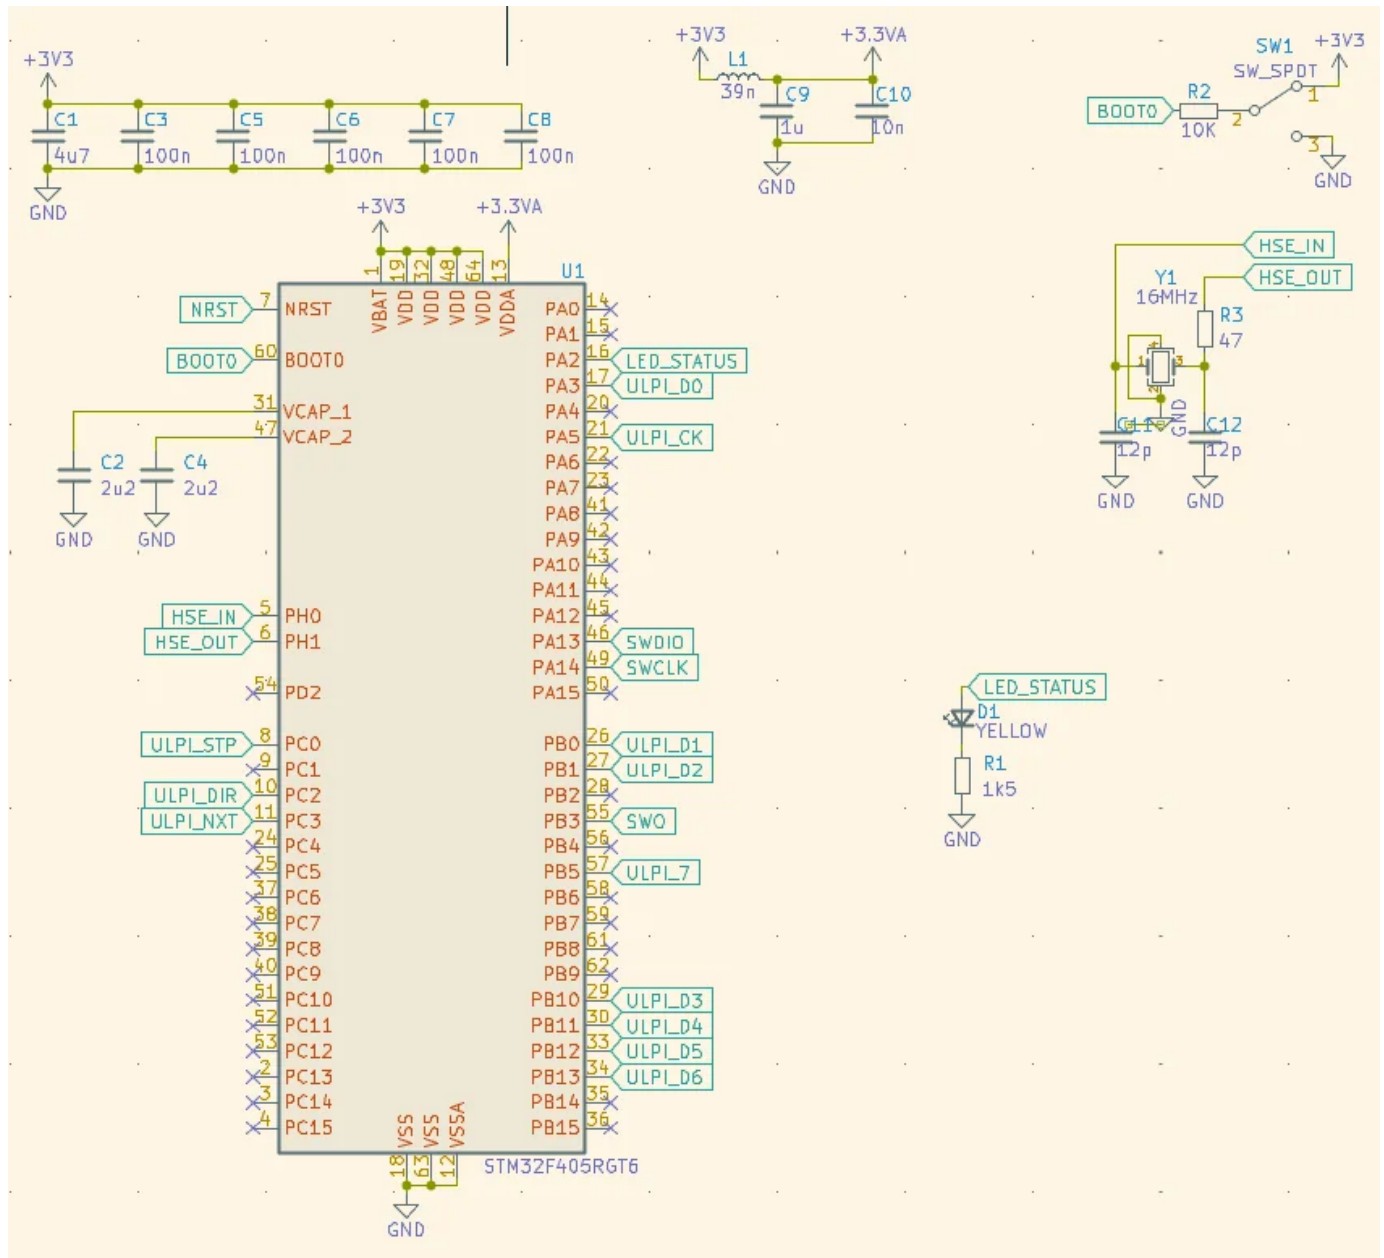 +3V3
C1
4u7
C3
100n
C5
100n
C6
100n
C7
100n
C8
100n
GND
+3V3
L1
39n
+3.3VA
C9
1u
C10
10n
GND
SW1
SW_SPDT
+3V3
BOOT0
R2
10K
2
1
3
GND
HSE_IN
HSE_OUT
Y1
16MHz
R3
47
1
4
3
2
GND
C11
12p
C12
12p
GND
GND
+3V3
+3.3VA
U1
1
19
32
48
64
13
VBAT
VDD
VDD
VDD
VDD
VDDA
NRST 7 NRST
BOOT0 60 BOOT0
31 VCAP_1
47 VCAP_2
C2
2u2
C4
2u2
GND
GND
HSE_IN 5 PH0
HSE_OUT 6 PH1
54 PD2
ULPI_STP 8 PC0
9 PC1
ULPI_DIR 10 PC2
ULPI_NXT 11 PC3
24 PC4
25 PC5
37 PC6
38 PC7
39 PC8
40 PC9
51 PC10
52 PC11
53 PC12
2 PC13
3 PC14
4 PC15
PA0 14
PA1 15
PA2 16 LED_STATUS
PA3 17 ULPI_D0
PA4 20
PA5 21 ULPI_CK
PA6 22
PA7 23
PA8 41
PA9 42
PA10 43
PA11 44
PA12 45
PA13 46 SWDIO
PA14 49 SWCLK
PA15 50
PB0 26 ULPI_D1
PB1 27 ULPI_D2
PB2 28
PB3 55 SWO
PB4 56
PB5 57 ULPI_7
PB6 58
PB7 59
PB8 61
PB9 62
PB10 29 ULPI_D3
PB11 30 ULPI_D4
PB12 33 ULPI_D5
PB13 34 ULPI_D6
PB14 35
PB15 36
VSS
VSS
VSSA
18
63
12
STM32F405RGT6
GND
LED_STATUS
D1
YELLOW
R1
1k5
GND